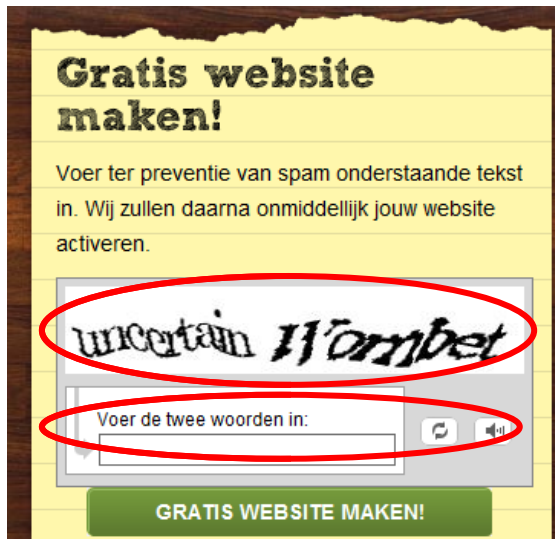 Gratis website
maken!
Voer ter preventie van spam onderstaande tekst
in. Wij zullen daarna onmiddellijk jouw website
activeren.
uncertain
Voer de twee woorden in:
GRATIS WEBSITE MAKEN!